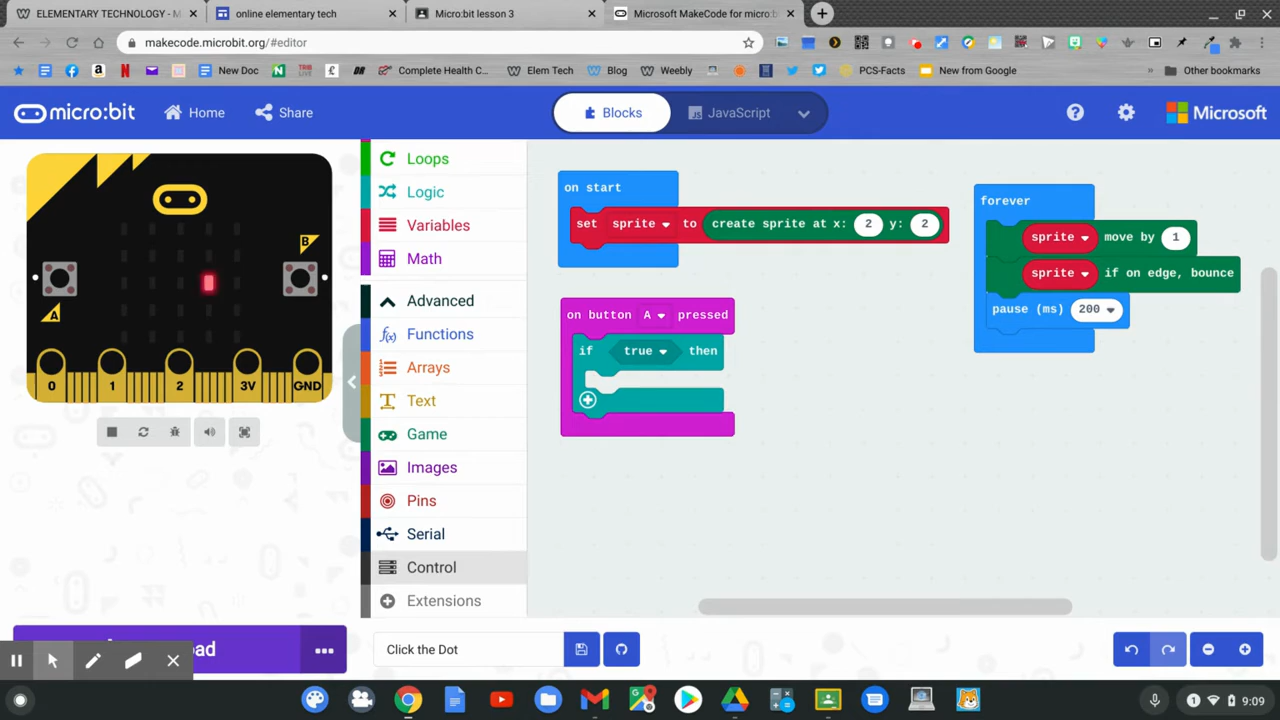 ELEMENTARY TECHNOLOGY - M
online elementary tech
Micro:bit lesson 3
Microsoft MakeCode for micro:b
makecode.microbit.org/#editor
New Doc
Complete Health C...
Elem Tech
Blog
Weebly
PCS-Facts
New from Google
Other bookmarks
micro:bit
Home
Share
Blocks
JavaScript
Microsoft
Loops
Logic
Variables
Math
Advanced
Functions
Arrays
Text
Game
Images
Pins
Serial
Control
Extensions
A
B
0 1 2 3V GND
on start
set sprite to create sprite at x: 2 y: 2
on button A pressed
if true then
forever
sprite move by 1
sprite if on edge, bounce
pause (ms) 200
Click the Dot
1
9:09